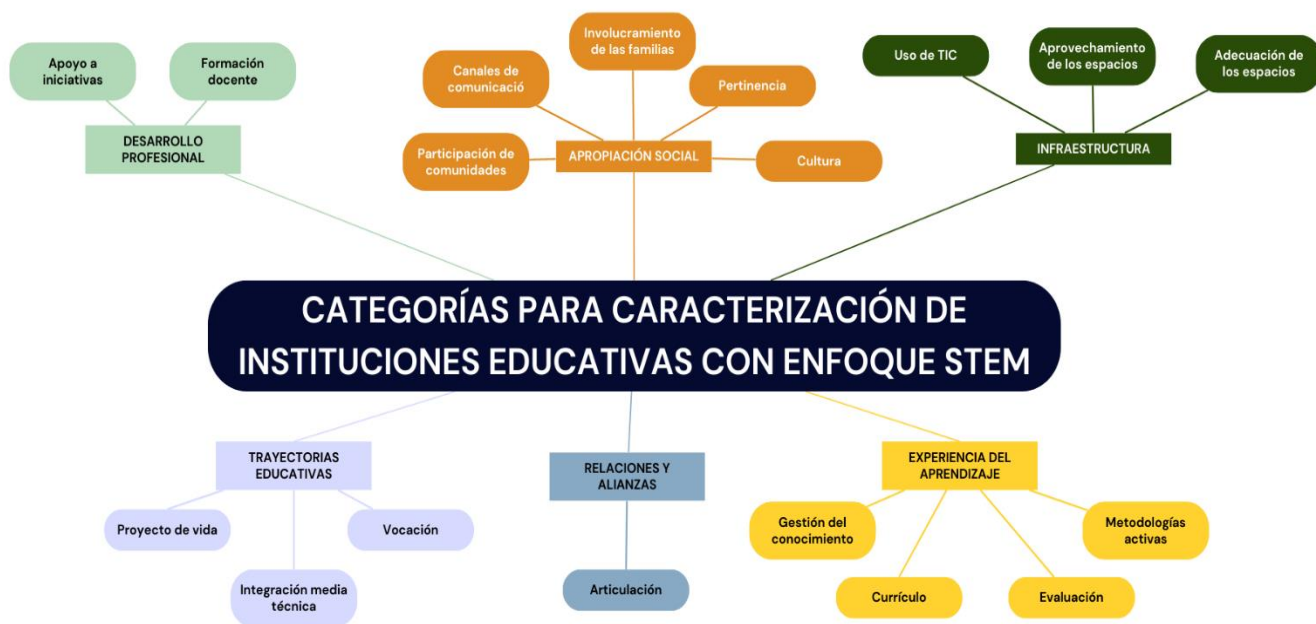 Apoyo a
iniciativas
Formación
docente
DESARROLLO
PROFESIONAL
Involucramiento
de las familias
Canales de
comunicació
Pertinencia
Participación de
comunidades
APROPIACIÓN SOCIAL
Cultura
Uso de TIC
Aprovechamiento
de los espacios
Adecuación de
los espacios
INFRAESTRUCTURA
CATEGORÍAS PARA CARACTERIZACIÓN DE
INSTITUCIONES EDUCATIVAS CON ENFOQUE STEM
TRAYECTORIAS
EDUCATIVAS
Proyecto de vida
Vocación
Integración media
técnica
RELACIONES Y
ALIANZAS
Articulación
EXPERIENCIA DEL
APRENDIZAJE
Gestión del
conocimiento
Metodologías
activas
Currículo
Evaluación